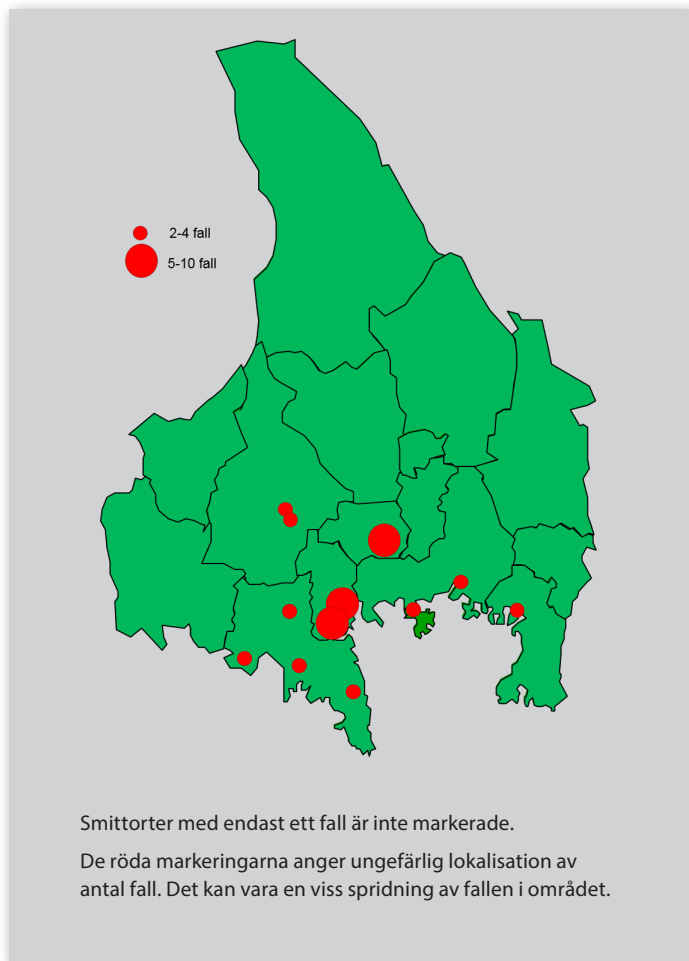 2-4 fall
5-10 fall
Smittorter med endast ett fall är inte markerade.
De röda markeringarna anger ungefärlig lokalisation av
antal fall. Det kan vara en viss spridning av fallen i området.